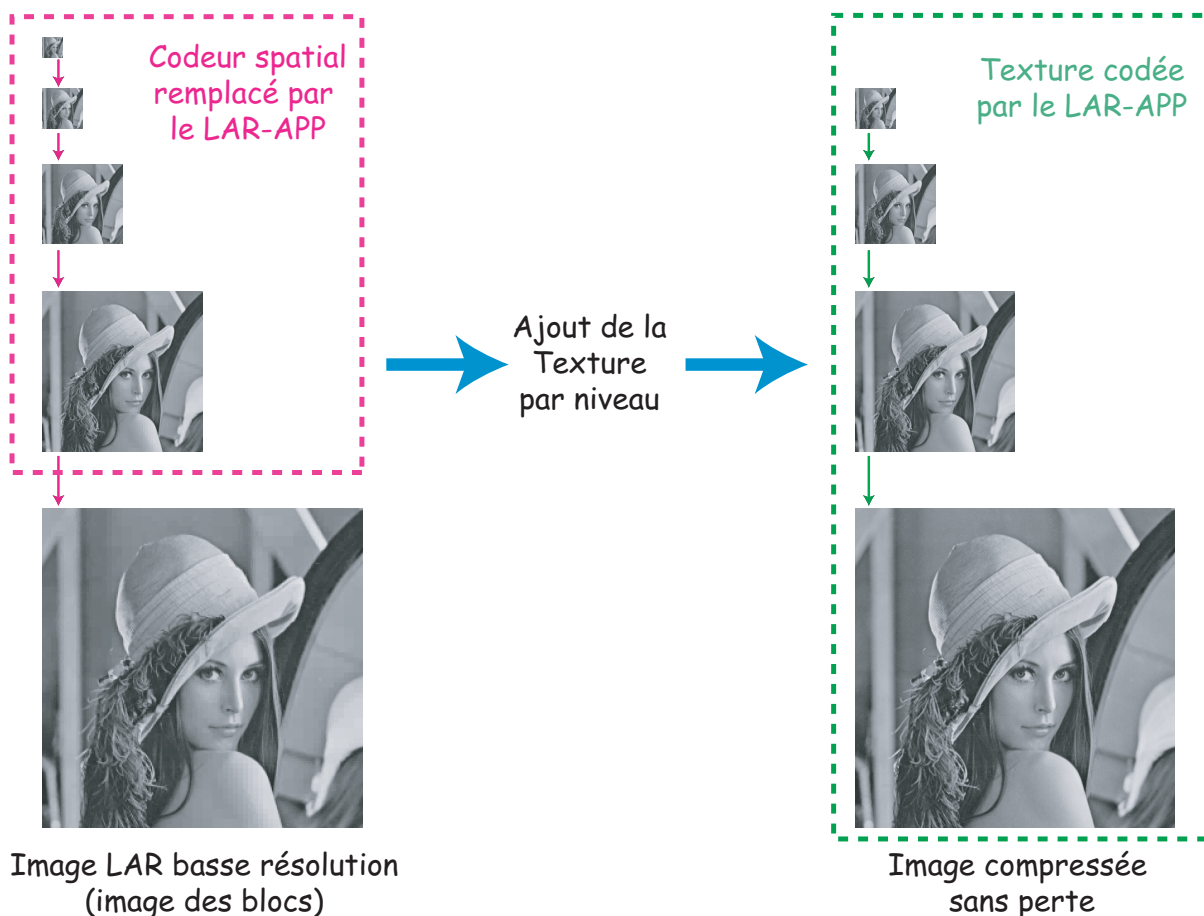 Codeur spatial
remplacé par
le LAR-APP
Ajout de la
Texture
par niveau
Texture codée
par le LAR-APP
Image LAR basse résolution
(image des blocs)
Image compressée
sans perte